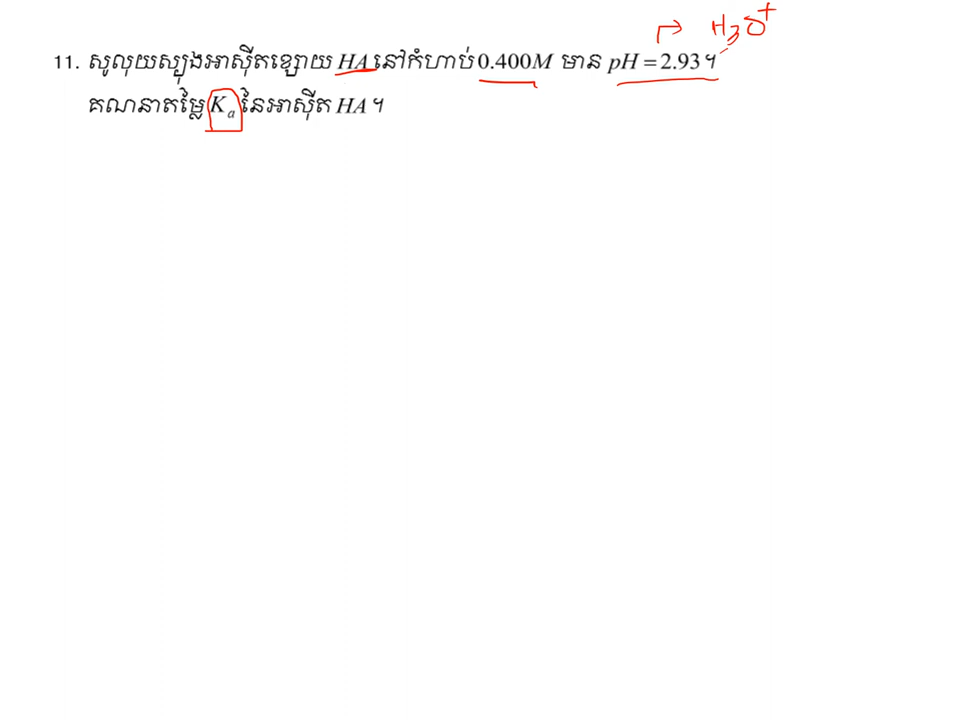 H₃O⁺
11. សូលុយស្យុងអាស៊ីតខ្សោយ HA នៅកំហាប់ 0.400M មាន pH = 2.93 ។
គណនាតម្លៃ Kₐ នៃអាស៊ីត HA ។